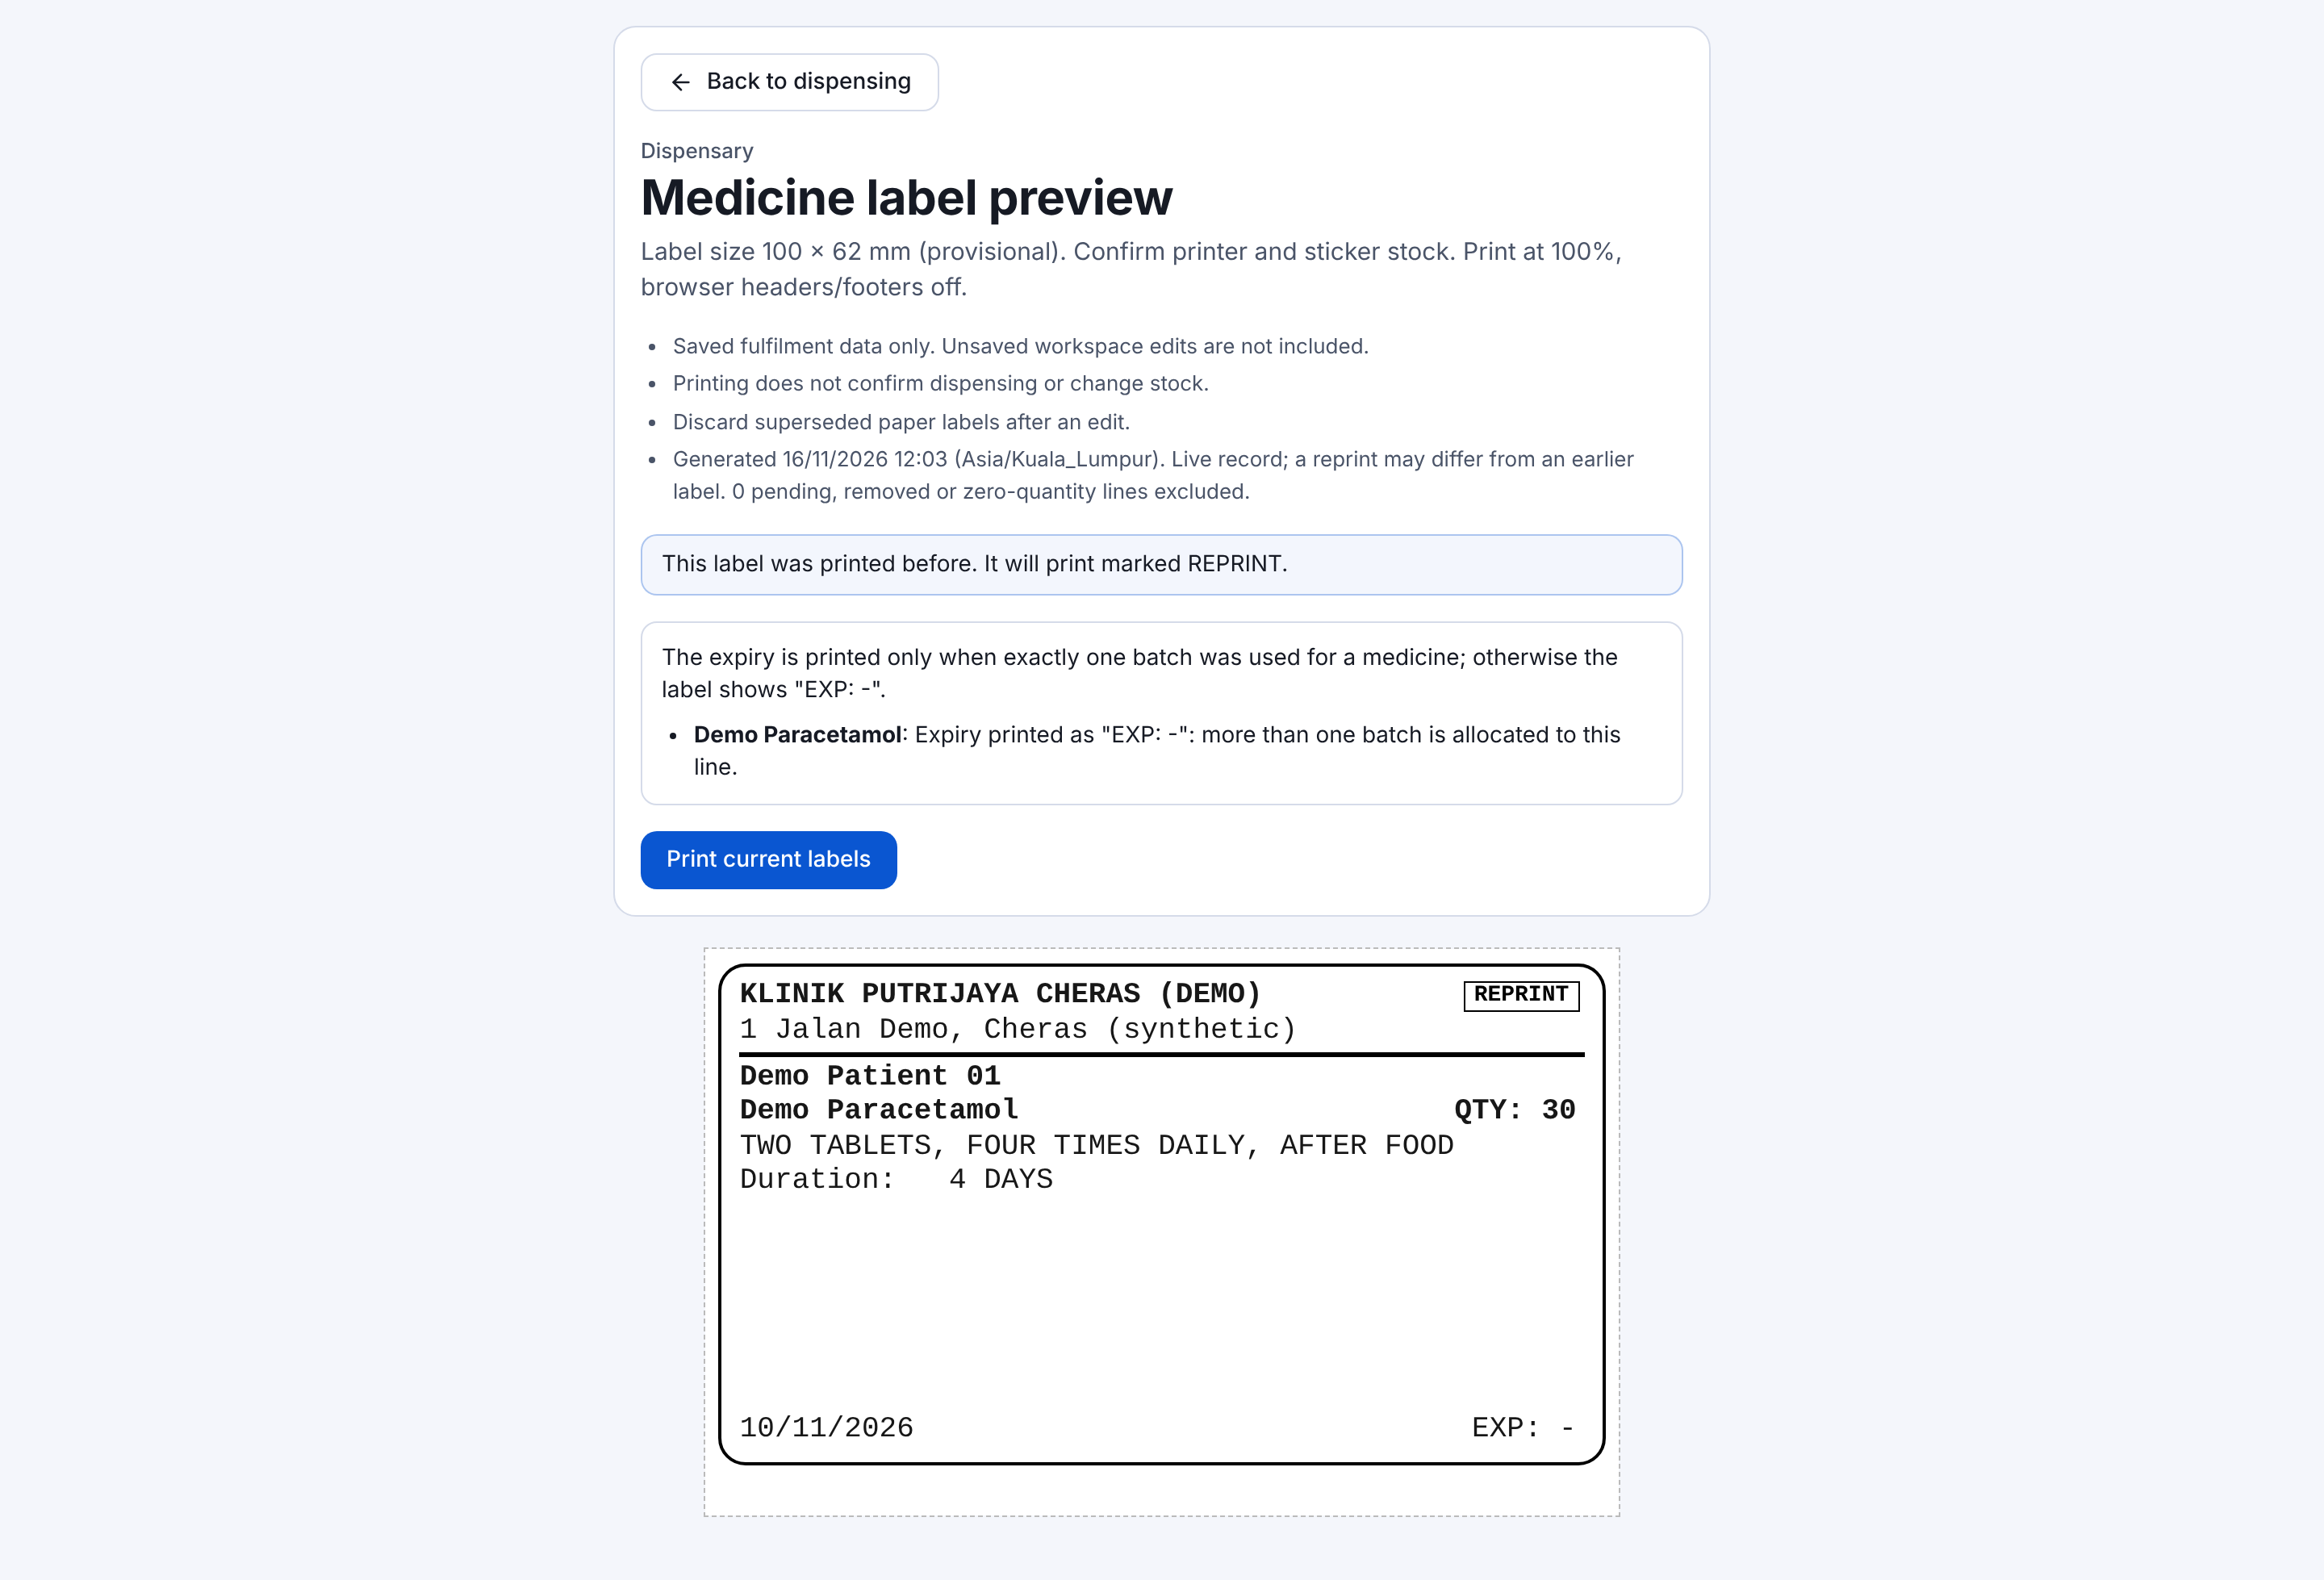 Back to dispensing
Dispensary
Medicine label preview
Label size 100 × 62 mm (provisional). Confirm printer and sticker stock. Print at 100%,
browser headers/footers off.
• Saved fulfilment data only. Unsaved workspace edits are not included.
• Printing does not confirm dispensing or change stock.
• Discard superseded paper labels after an edit.
• Generated 16/11/2026 12:03 (Asia/Kuala_Lumpur). Live record; a reprint may differ from an earlier
label. 0 pending, removed or zero-quantity lines excluded.
This label was printed before. It will print marked REPRINT.
The expiry is printed only when exactly one batch was used for a medicine; otherwise the
label shows "EXP: -".
• Demo Paracetamol: Expiry printed as "EXP: -": more than one batch is allocated to this
line.
Print current labels
KLINIK PUTRIJAYA CHERAS (DEMO) REPRINT
1 Jalan Demo, Cheras (synthetic)
Demo Patient 01
Demo Paracetamol QTY: 30
TWO TABLETS, FOUR TIMES DAILY, AFTER FOOD
Duration: 4 DAYS
10/11/2026 EXP: -